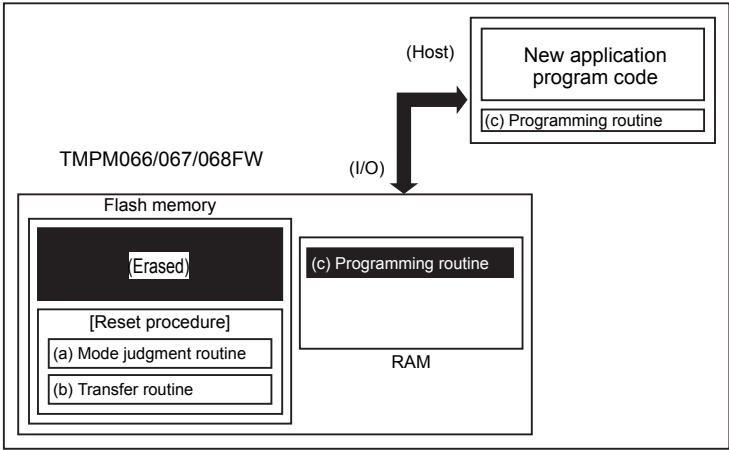 (Host)
New application
program code
(c) Programming routine
TMPM066/067/068FW
(I/O)
Flash memory
(Erased)
(c) Programming routine
[Reset procedure]
(a) Mode judgment routine
(b) Transfer routine
RAM